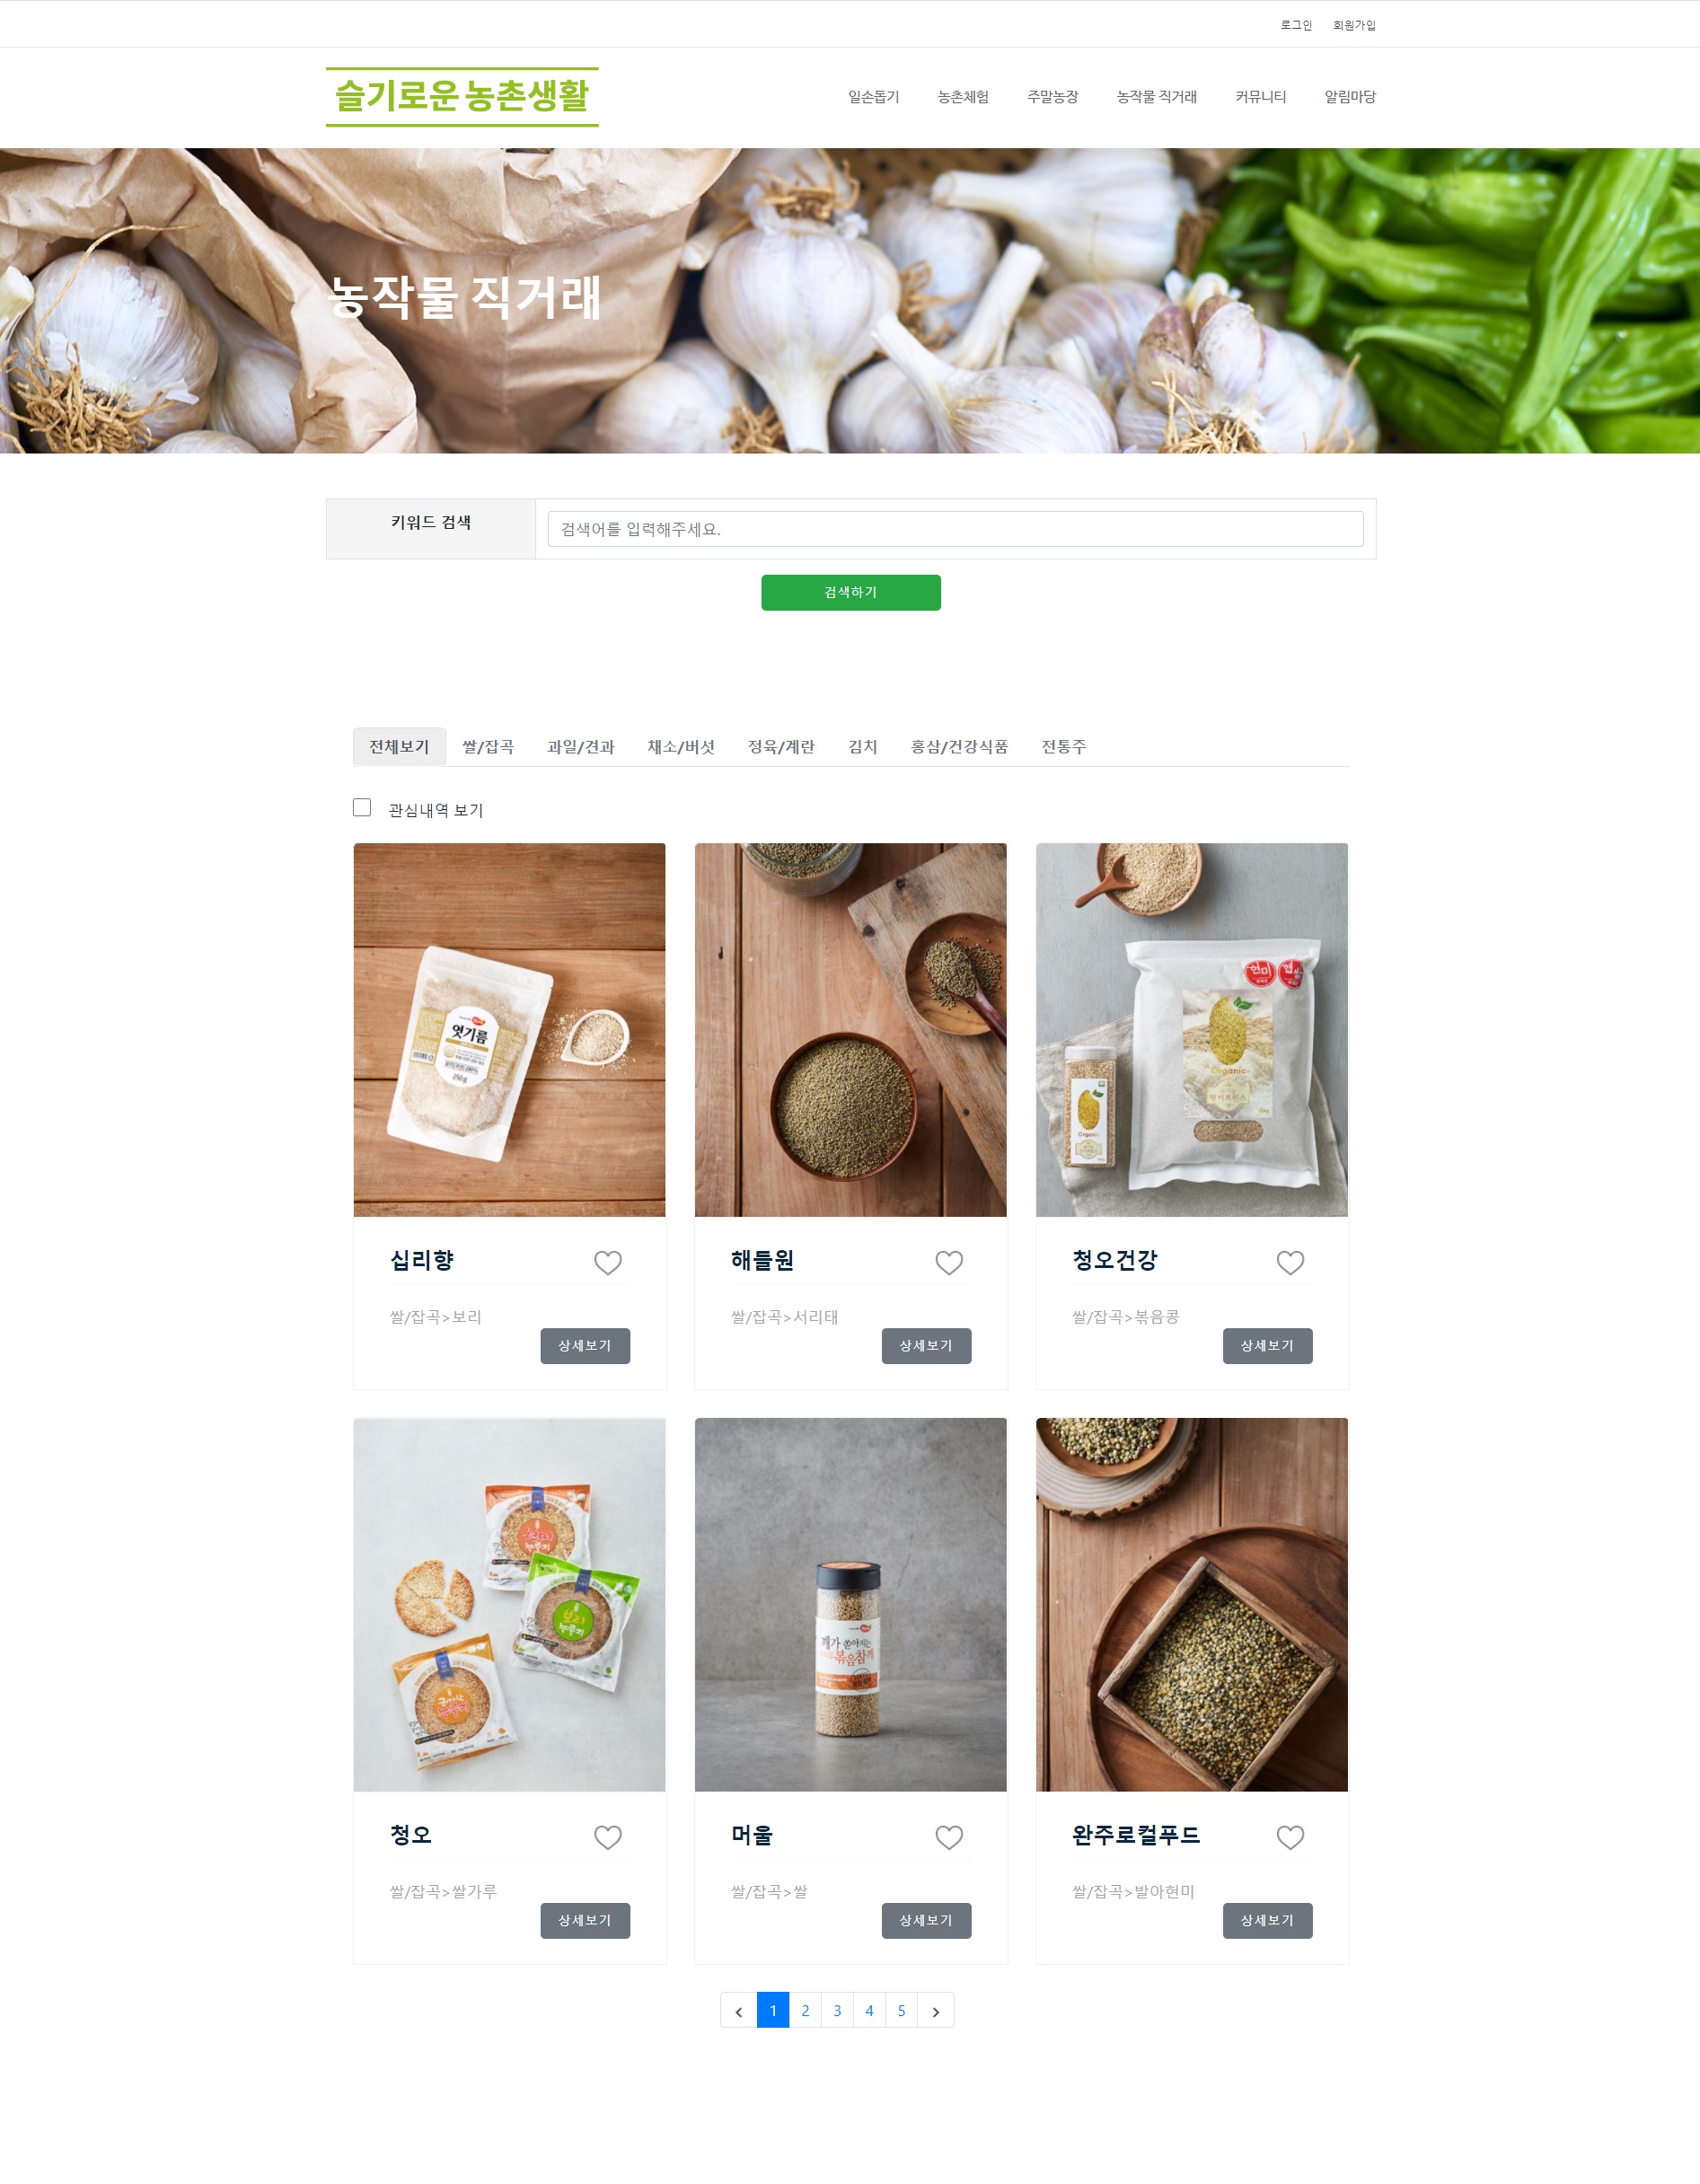 로그인 회원가입
슬기로운 농촌생활
일손돕기 농촌체험 주말농장 농작물 직거래 커뮤니티 알림마당
농작물 직거래
키워드 검색
검색어를 입력해주세요.
검색하기
전체보기 쌀/잡곡 과일/견과 채소/버섯 정육/계란 김치 홍삼/건강식품 전통주
관심내역 보기
엿기름
250g
현미 햅쌀
Organic
Organic
십리향
쌀/잡곡>보리
상세보기
해들원
쌀/잡곡>서리태
상세보기
청오건강
쌀/잡곡>볶음콩
상세보기
보리
누룽지
깨가 쏟아지는
볶음참깨
청오
쌀/잡곡>쌀가루
상세보기
머울
쌀/잡곡>쌀
상세보기
완주로컬푸드
쌀/잡곡>발아현미
상세보기
1 2 3 4 5